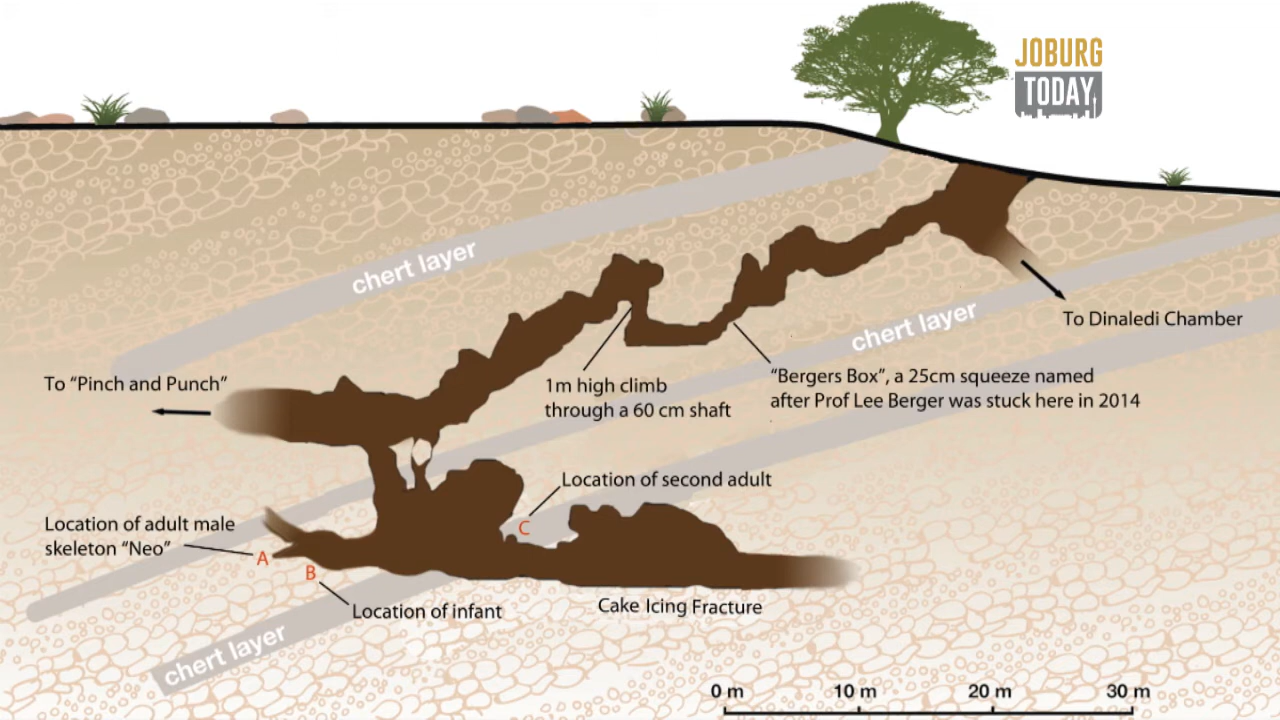 JOBURG
TODAY
chert layer
chert layer
To Dinaledi Chamber
To “Pinch and Punch”
1m high climb
through a 60 cm shaft
“Bergers Box”, a 25cm squeeze named
after Prof Lee Berger was stuck here in 2014
Location of second adult
C
Location of adult male
skeleton “Neo”
A
B
Location of infant
Cake Icing Fracture
chert layer
0 m 10 m 20 m 30 m